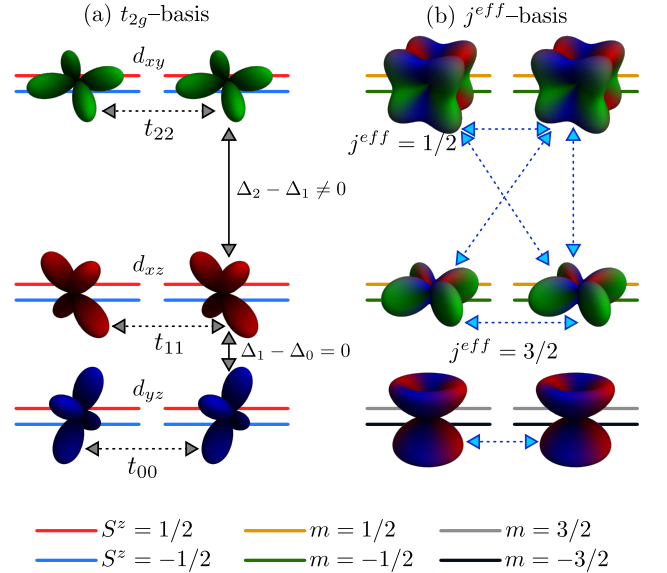 (a) t₂g–basis
(b) jᵉᶠᶠ–basis
dxy
t₂₂
jᵉᶠᶠ = 1/2
Δ₂ − Δ₁ ≠ 0
dxz
t₁₁
Δ₁ − Δ₀ = 0
jᵉᶠᶠ = 3/2
dyz
t₀₀
Sᶻ = 1/2
m = 1/2
m = 3/2
Sᶻ = −1/2
m = −1/2
m = −3/2